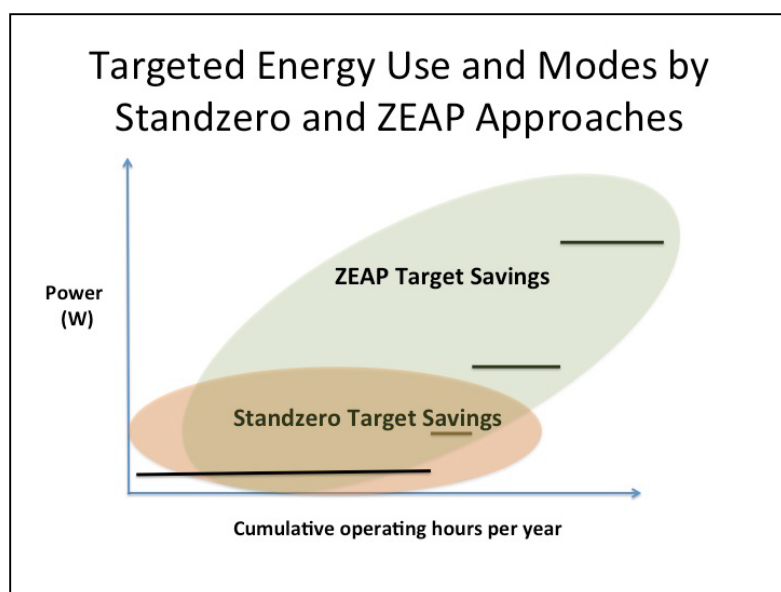 Targeted Energy Use and Modes by
Standzero and ZEAP Approaches
ZEAP Target Savings
Power
(W)
Standzero Target Savings
Cumulative operating hours per year